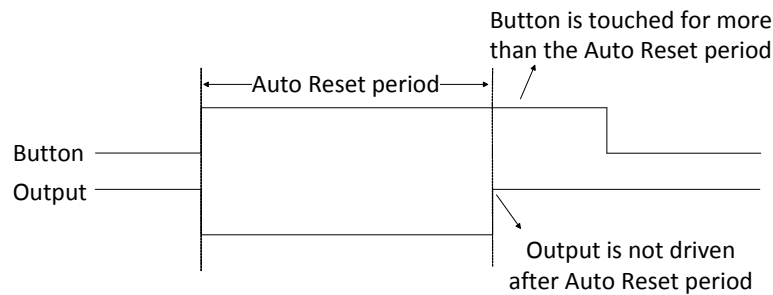 Button is touched for more
than the Auto Reset period
Auto Reset period
Button
Output
Output is not driven
after Auto Reset period